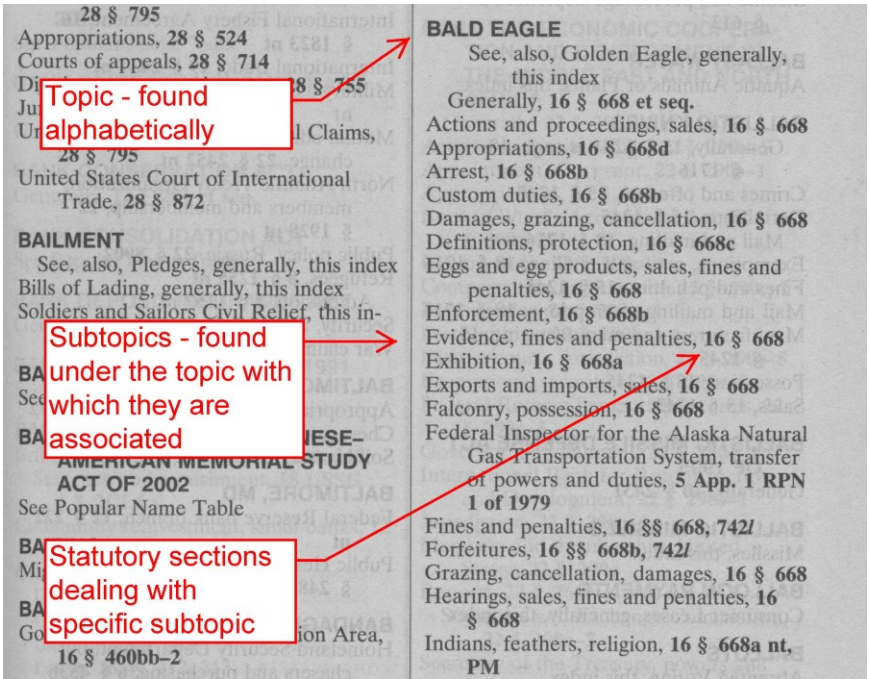 28 § 795
Appropriations, 28 § 524
Courts of appeals, 28 § 714
28 § 755
l Claims,
28 § 795
United States Court of International
Trade, 28 § 872
BAILMENT
See, also, Pledges, generally, this index
Bills of Lading, generally, this index
Soldiers and Sailors Civil Relief, this in-
BA
See
BA
NESE–
AMERICAN MEMORIAL STUDY
ACT OF 2002
See Popular Name Table
BA
Mi
BA
Go
ion Area,
16 § 460bb–2
Topic - found
alphabetically
Subtopics - found
under the topic with
which they are
associated
Statutory sections
dealing with
specific subtopic
BALD EAGLE
See, also, Golden Eagle, generally,
this index
Generally, 16 § 668 et seq.
Actions and proceedings, sales, 16 § 668
Appropriations, 16 § 668d
Arrest, 16 § 668b
Custom duties, 16 § 668b
Damages, grazing, cancellation, 16 § 668
Definitions, protection, 16 § 668c
Eggs and egg products, sales, fines and
penalties, 16 § 668
Enforcement, 16 § 668b
Evidence, fines and penalties, 16 § 668
Exhibition, 16 § 668a
Exports and imports, sales, 16 § 668
Falconry, possession, 16 § 668
Federal Inspector for the Alaska Natural
Gas Transportation System, transfer
of powers and duties, 5 App. 1 RPN
1 of 1979
Fines and penalties, 16 §§ 668, 742l
Forfeitures, 16 §§ 668b, 742l
Grazing, cancellation, damages, 16 § 668
Hearings, sales, fines and penalties, 16
§ 668
Indians, feathers, religion, 16 § 668a nt,
PM